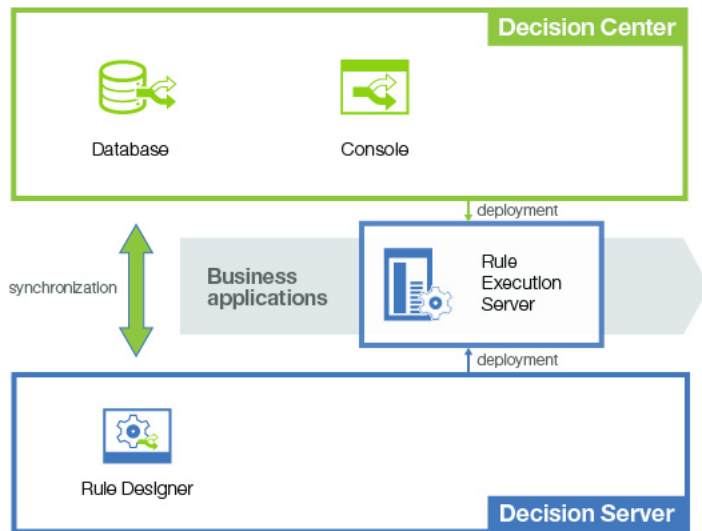 Decision Center
Database
Console
deployment
synchronization
Business
applications
Rule
Execution
Server
deployment
Rule Designer
Decision Server